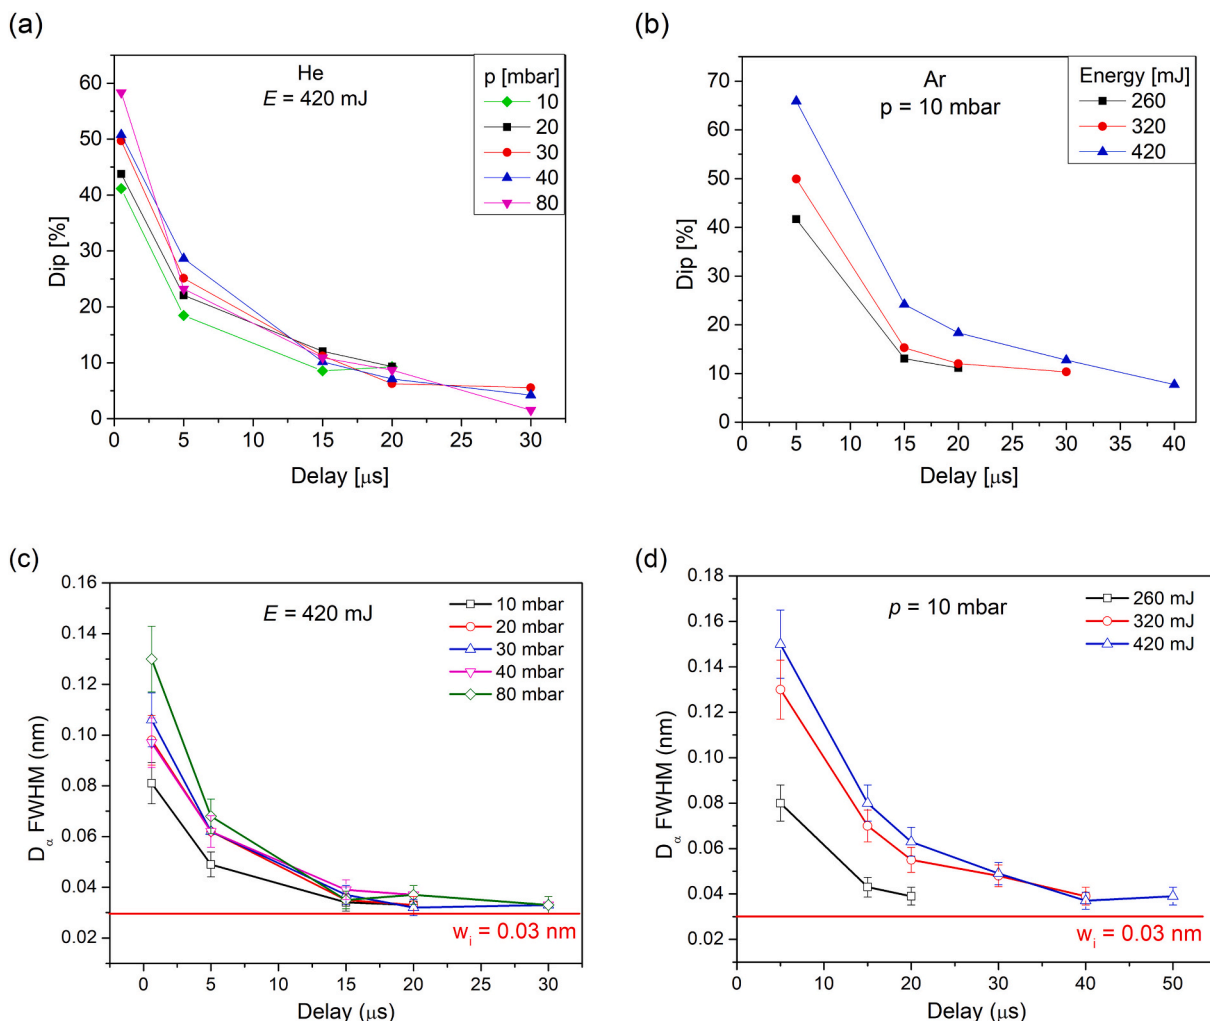 (a)
He
E = 420 mJ
p [mbar]
10
20
30
40
80
60
50
40
30
20
10
0
Dip [%]
0
5
10
15
20
25
30
Delay [μs]
(b)
Ar
p = 10 mbar
Energy [mJ]
260
320
420
70
60
50
40
30
20
10
0
Dip [%]
0
5
10
15
20
25
30
35
40
Delay [μs]
(c)
E = 420 mJ
10 mbar
20 mbar
30 mbar
40 mbar
80 mbar
0.16
0.14
0.12
0.10
0.08
0.06
0.04
0.02
Dα FWHM (nm)
wi = 0.03 nm
0
5
10
15
20
25
30
Delay (μs)
(d)
p = 10 mbar
260 mJ
320 mJ
420 mJ
0.18
0.16
0.14
0.12
0.10
0.08
0.06
0.04
0.02
Dα FWHM (nm)
wi = 0.03 nm
0
10
20
30
40
50
Delay (μs)